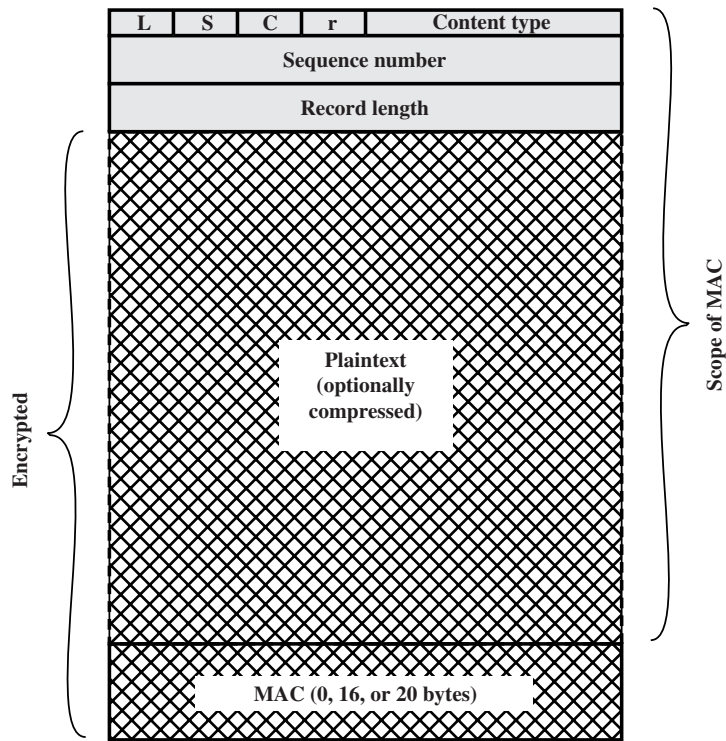 L S C r Content type
Sequence number
Record length
Plaintext
(optionally
compressed)
MAC (0, 16, or 20 bytes)
Encrypted
Scope of MAC